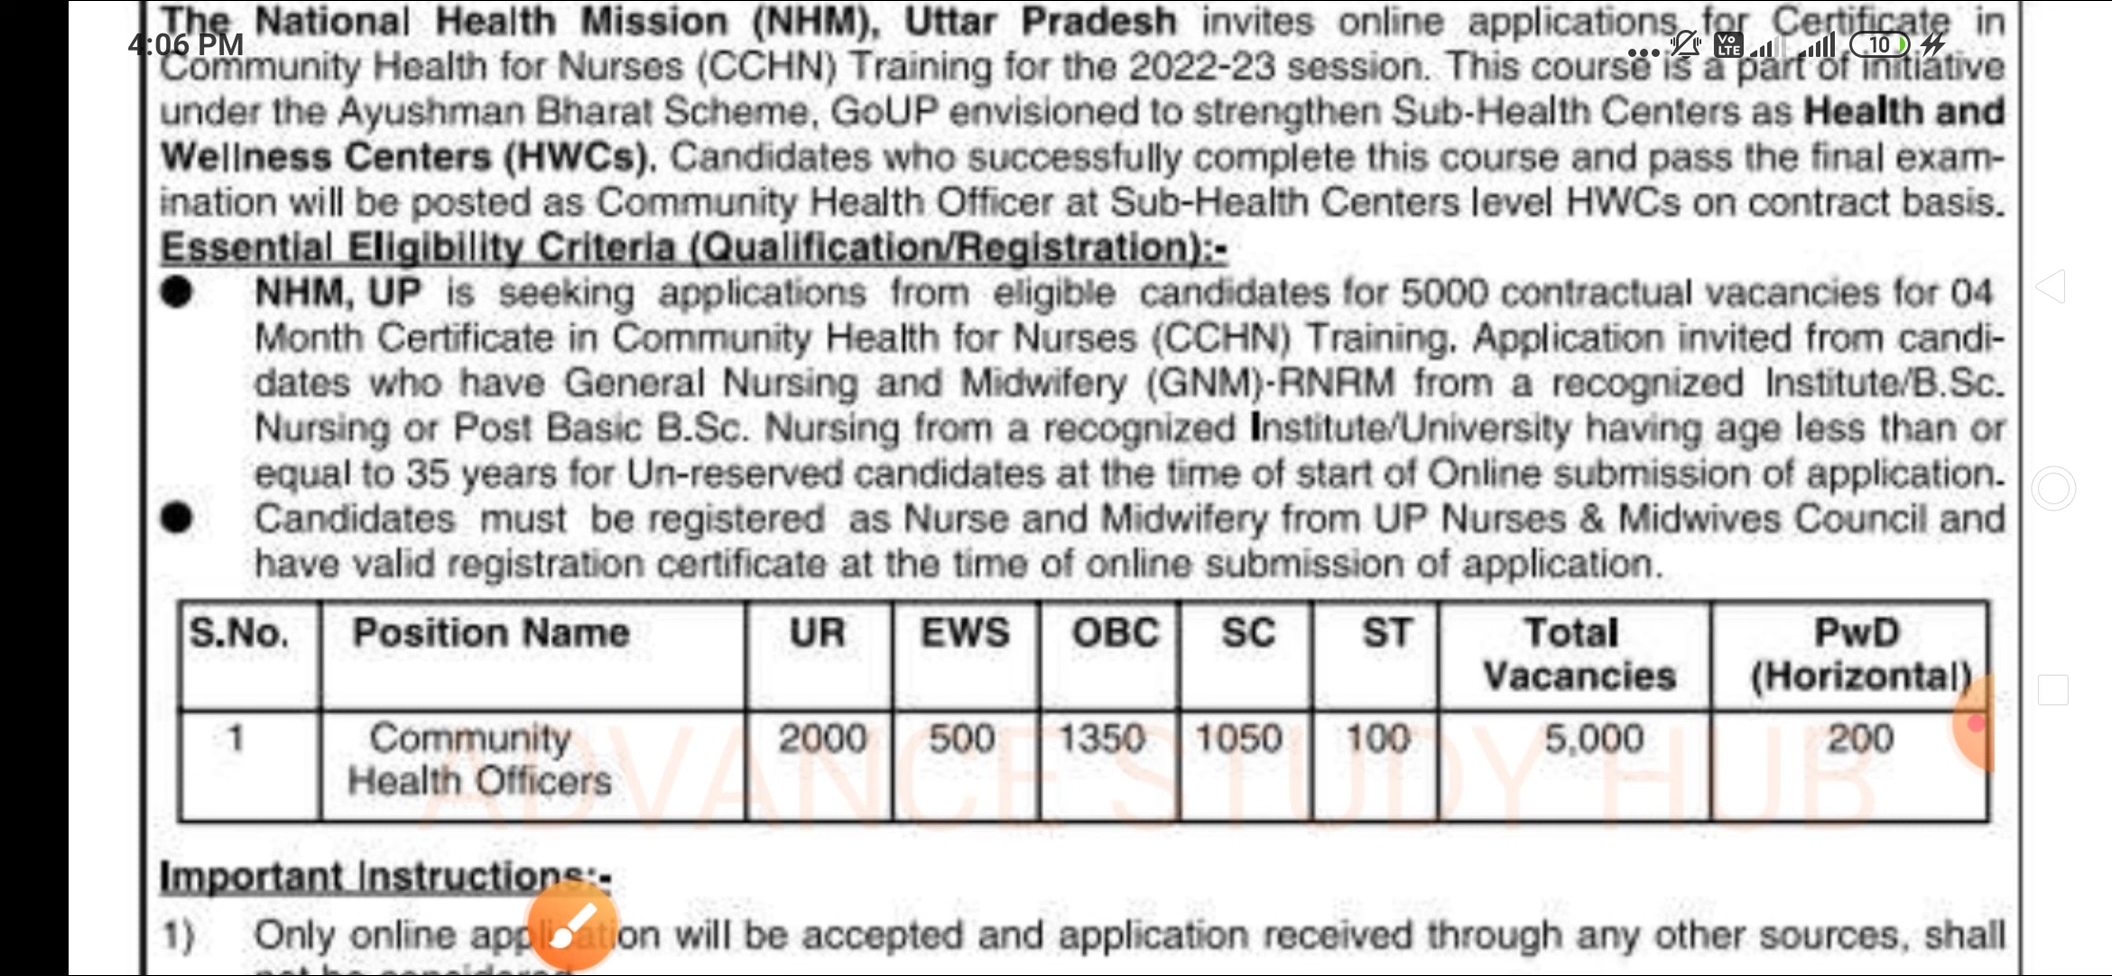 The National Health Mission (NHM), Uttar Pradesh invites online applications for Certificate in
4:06 PM
VO LTE
10
Community Health for Nurses (CCHN) Training for the 2022-23 session. This course is a part of initiative
under the Ayushman Bharat Scheme, GoUP envisioned to strengthen Sub-Health Centers as Health and
Wellness Centers (HWCs). Candidates who successfully complete this course and pass the final exam-
ination will be posted as Community Health Officer at Sub-Health Centers level HWCs on contract basis.
Essential Eligibility Criteria (Qualification/Registration):-
● NHM, UP is seeking applications from eligible candidates for 5000 contractual vacancies for 04
Month Certificate in Community Health for Nurses (CCHN) Training. Application invited from candi-
dates who have General Nursing and Midwifery (GNM)-RNRM from a recognized Institute/B.Sc.
Nursing or Post Basic B.Sc. Nursing from a recognized Institute/University having age less than or
equal to 35 years for Un-reserved candidates at the time of start of Online submission of application.
● Candidates must be registered as Nurse and Midwifery from UP Nurses & Midwives Council and
have valid registration certificate at the time of online submission of application.
S.No. Position Name UR EWS OBC SC ST Total Vacancies PwD (Horizontal)
1 Community Health Officers 2000 500 1350 1050 100 5,000 200
ADVANCE STUDY HUB
Important Instructions:-
1) Only online application will be accepted and application received through any other sources, shall
not be considered